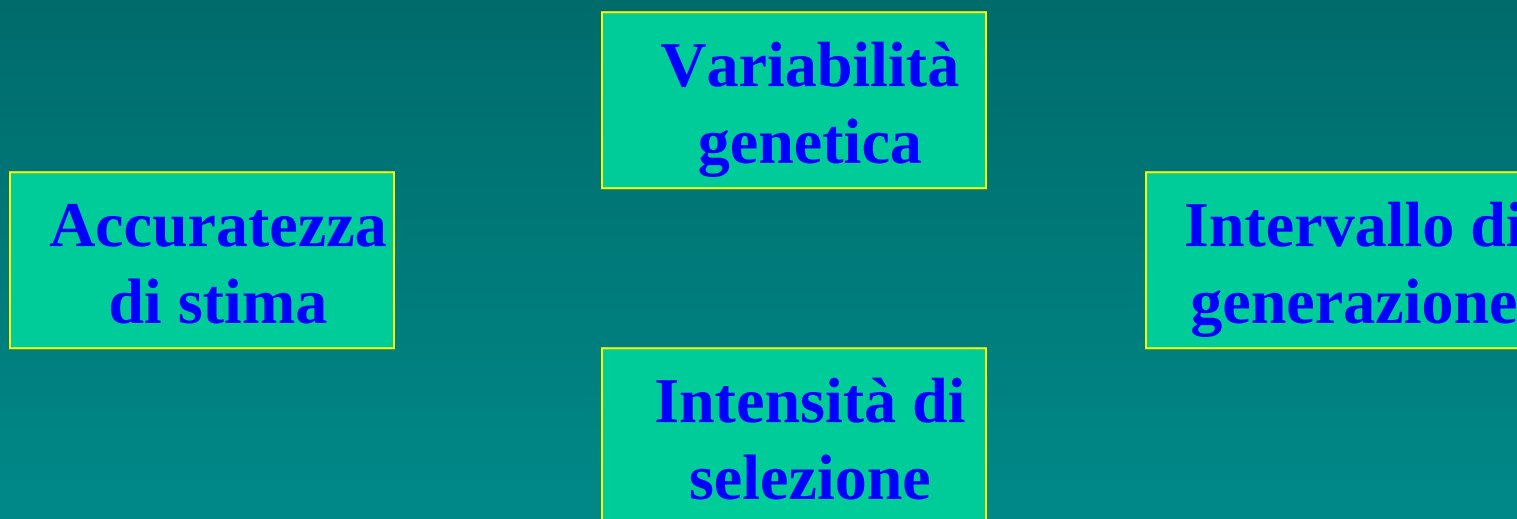 Variabilità
genetica
Accuratezza
di stima
Intervallo di
generazione
Intensità di
selezione